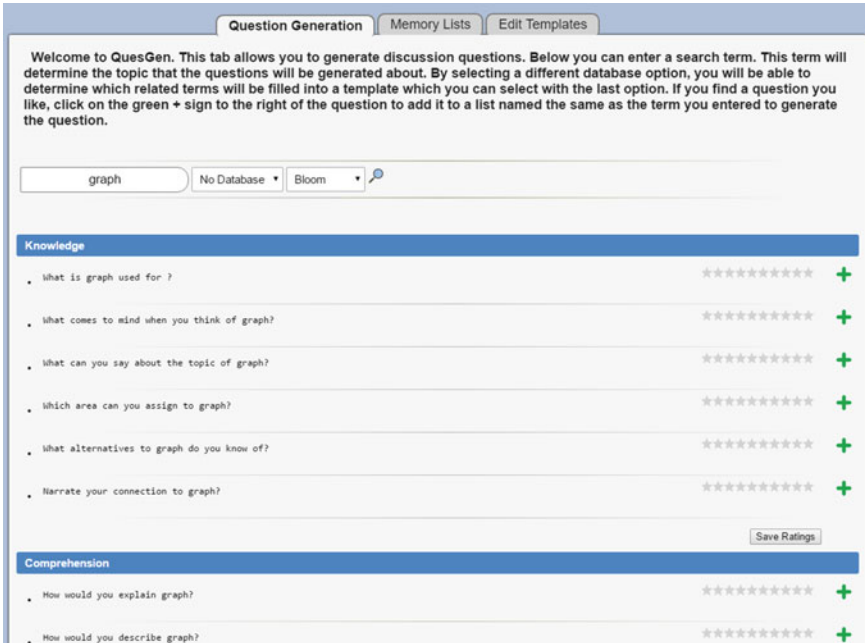 Question Generation
Memory Lists
Edit Templates
Welcome to QuesGen. This tab allows you to generate discussion questions. Below you can enter a search term. This term will
determine the topic that the questions will be generated about. By selecting a different database option, you will be able to
determine which related terms will be filled into a template which you can select with the last option. If you find a question you
like, click on the green + sign to the right of the question to add it to a list named the same as the term you entered to generate
the question.
graph
No Database
Bloom
Knowledge
What is graph used for ?
What comes to mind when you think of graph?
What can you say about the topic of graph?
Which area can you assign to graph?
What alternatives to graph do you know of?
Narrate your connection to graph?
Save Ratings
Comprehension
How would you explain graph?
How would you describe graph?